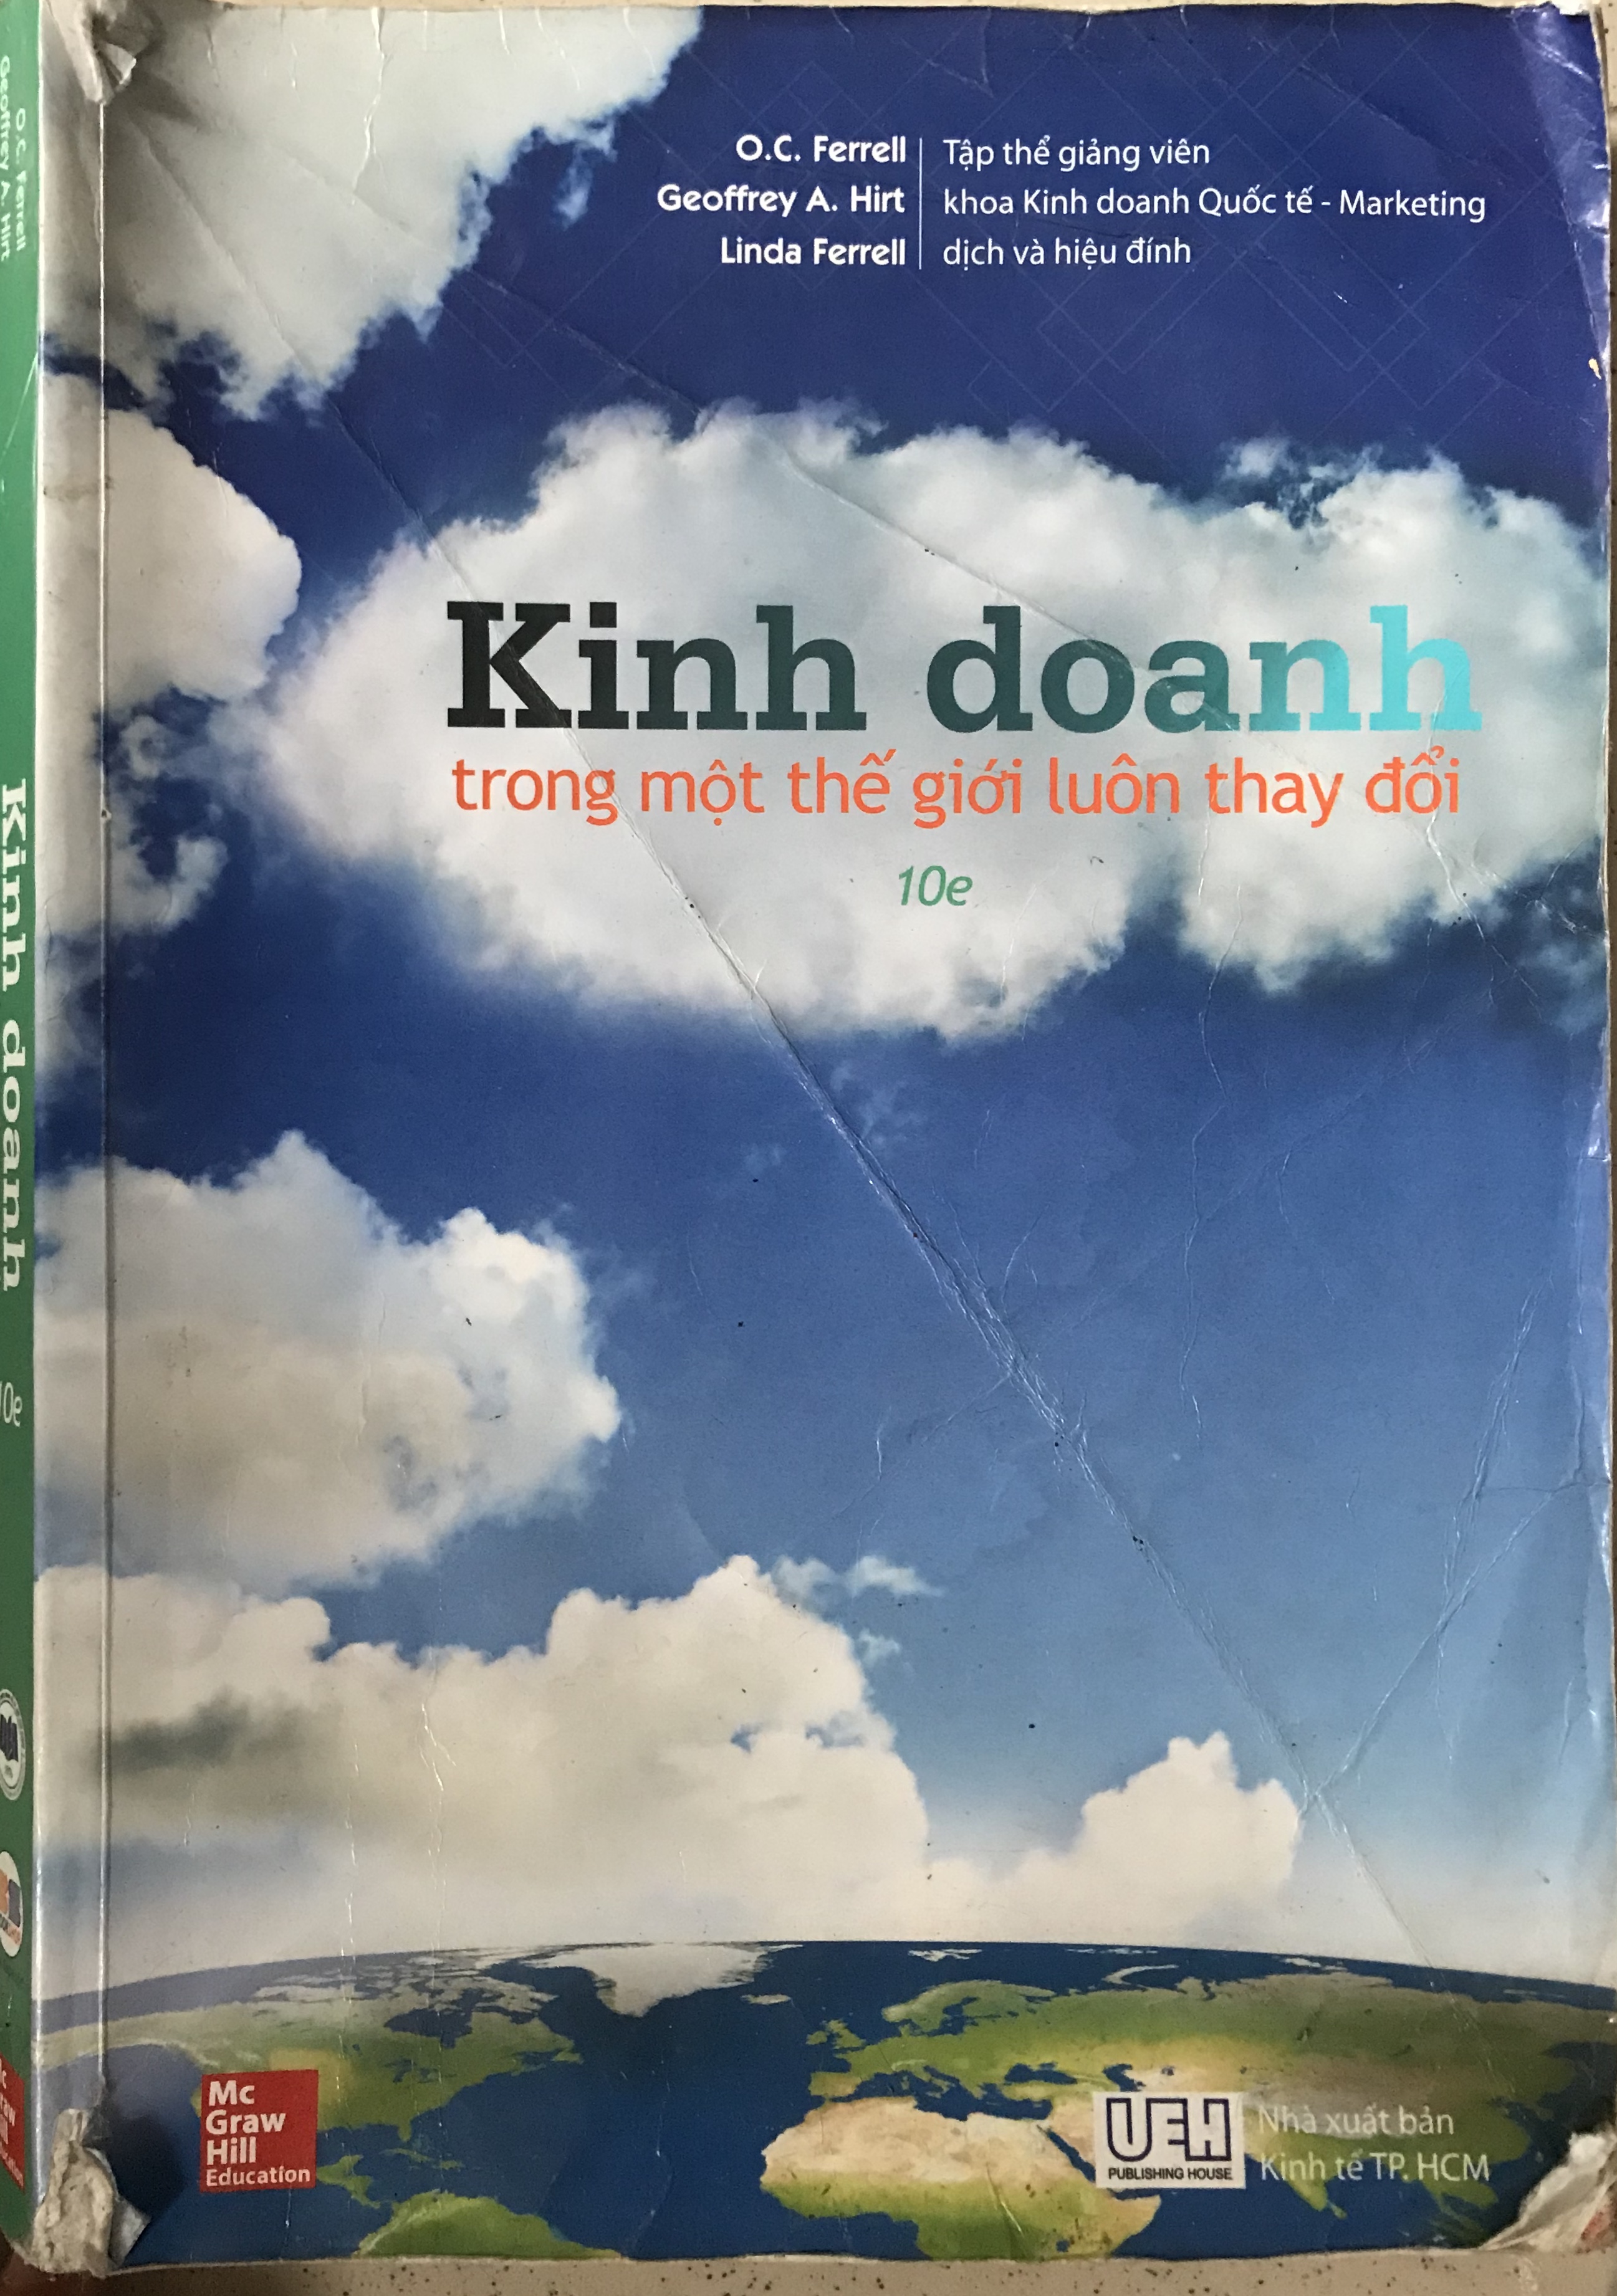 O.C. Ferrell
Geoffrey A. Hirt
Linda Ferrell
Tập thể giảng viên
khoa Kinh doanh Quốc tế - Marketing
dịch và hiệu đính
Kinh doanh
trong một thế giới luôn thay đổi
10e
Mc
Graw
Hill
Education
UEH
PUBLISHING HOUSE
Nhà xuất bản
Kinh tế TP. HCM
O.C. Ferrell
Geoffrey A. Hirt
Kinh doanh
10e